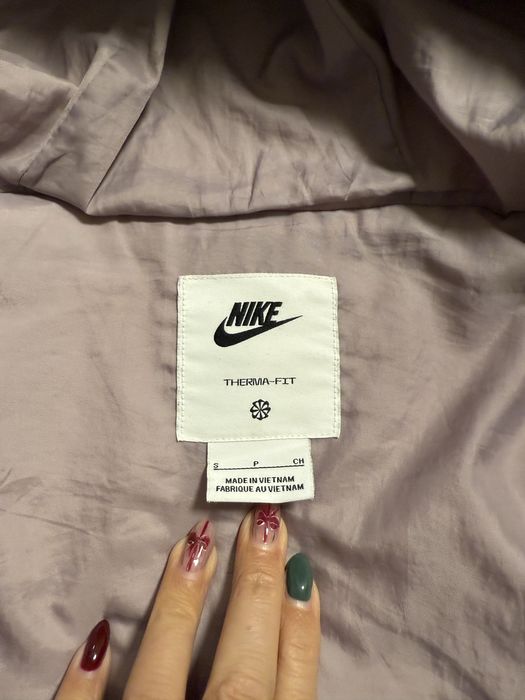 NIKE
THERMA-FIT
S P CH
MADE IN VIETNAM
FABRIQUE AU VIETNAM